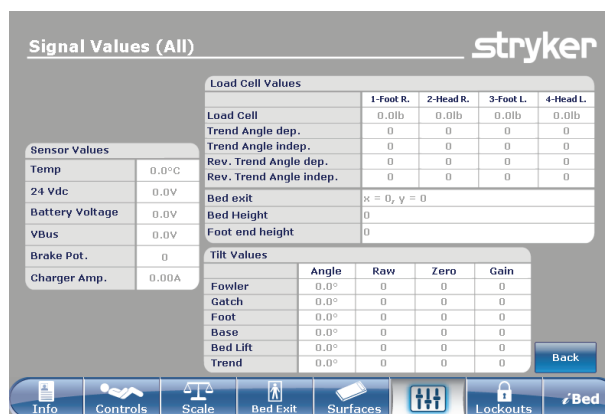 Signal Values (All)
stryker
Load Cell Values
1-Foot R. 2-Head R. 3-Foot L. 4-Head L.
Load Cell 0.0lb 0.0lb 0.0lb 0.0lb
Trend Angle dep. 0 0 0 0
Trend Angle indep. 0 0 0 0
Rev. Trend Angle dep. 0 0 0 0
Rev. Trend Angle indep. 0 0 0 0
Bed exit x = 0, y = 0
Bed Height 0
Foot end height 0
Sensor Values
Temp 0.0°C
24 Vdc 0.0V
Battery Voltage 0.0V
VBus 0.0V
Brake Pot. 0
Charger Amp. 0.00A
Tilt Values
Angle Raw Zero Gain
Fowler 0.0° 0 0 0
Gatch 0.0° 0 0 0
Foot 0.0° 0 0 0
Base 0.0° 0 0 0
Bed Lift 0.0° 0 0 0
Trend 0.0° 0 0 0
Back
Info Controls Scale Bed Exit Surfaces Lockouts iBed